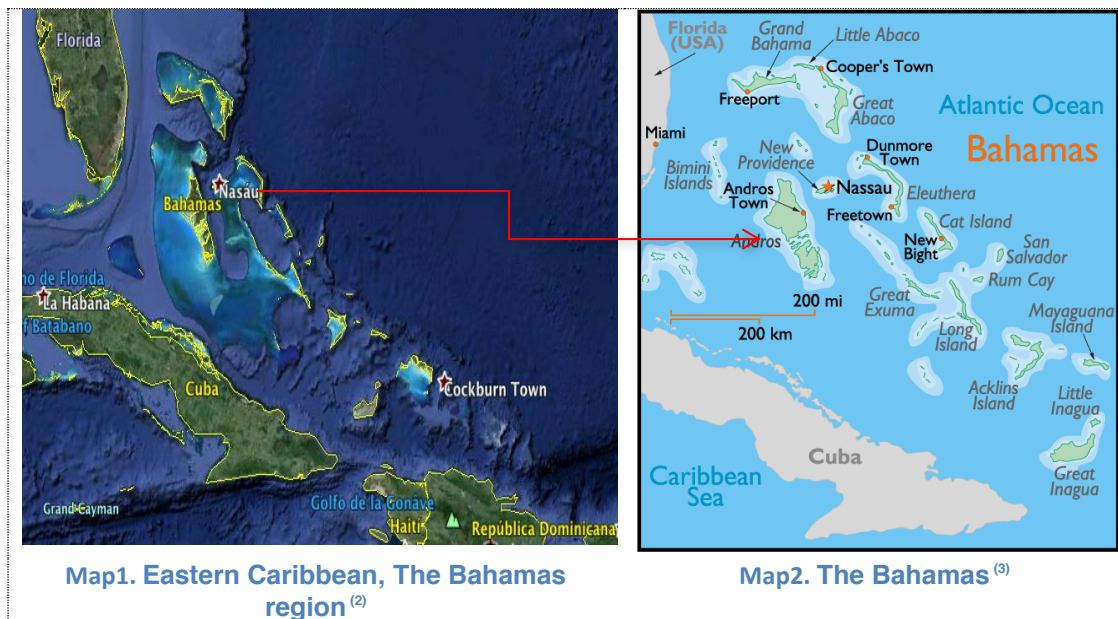 Florida
Nasáu
Bahamas
no de Florida
La Habana
f Batabano
Cuba
Cockburn Town
Grand Cayman
Golfo de la Gonâve
Haití
República Dominicana
Map1. Eastern Caribbean, The Bahamas
region (2)
Florida
(USA)
Grand
Bahama
Little Abaco
Cooper's Town
Freeport
Great
Abaco
Atlantic Ocean
Bahamas
Miami
Bimini
Islands
New
Providence
Dunmore
Town
Nassau
Andros
Town
Eleuthera
Freetown
Cat Island
Andros
New
Bight
San
Salvador
Rum Cay
200 mi
200 km
Great
Exuma
Long
Island
Mayaguana
Island
Acklins
Island
Little
Inagua
Great
Inagua
Cuba
Caribbean
Sea
Map2. The Bahamas (3)